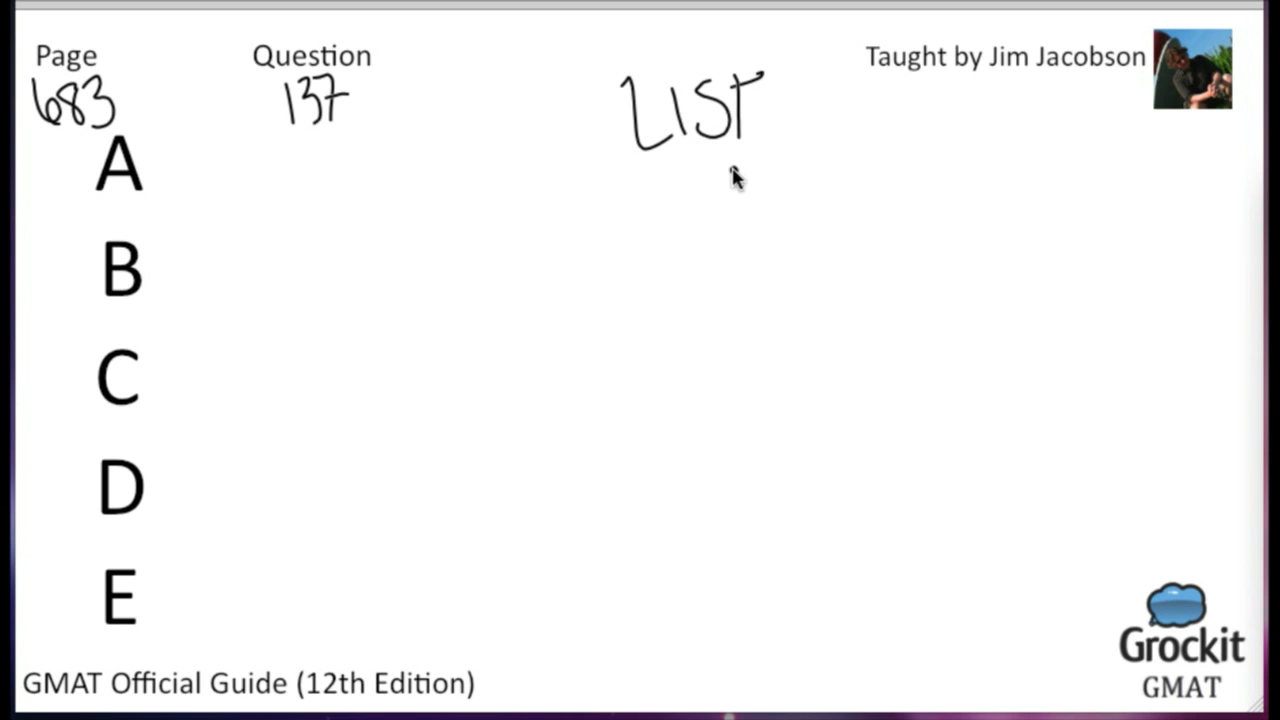 Page Question Taught by Jim Jacobson
683 137 LIST
A
B
C
D
E
Grockit
GMAT
GMAT Official Guide (12th Edition)